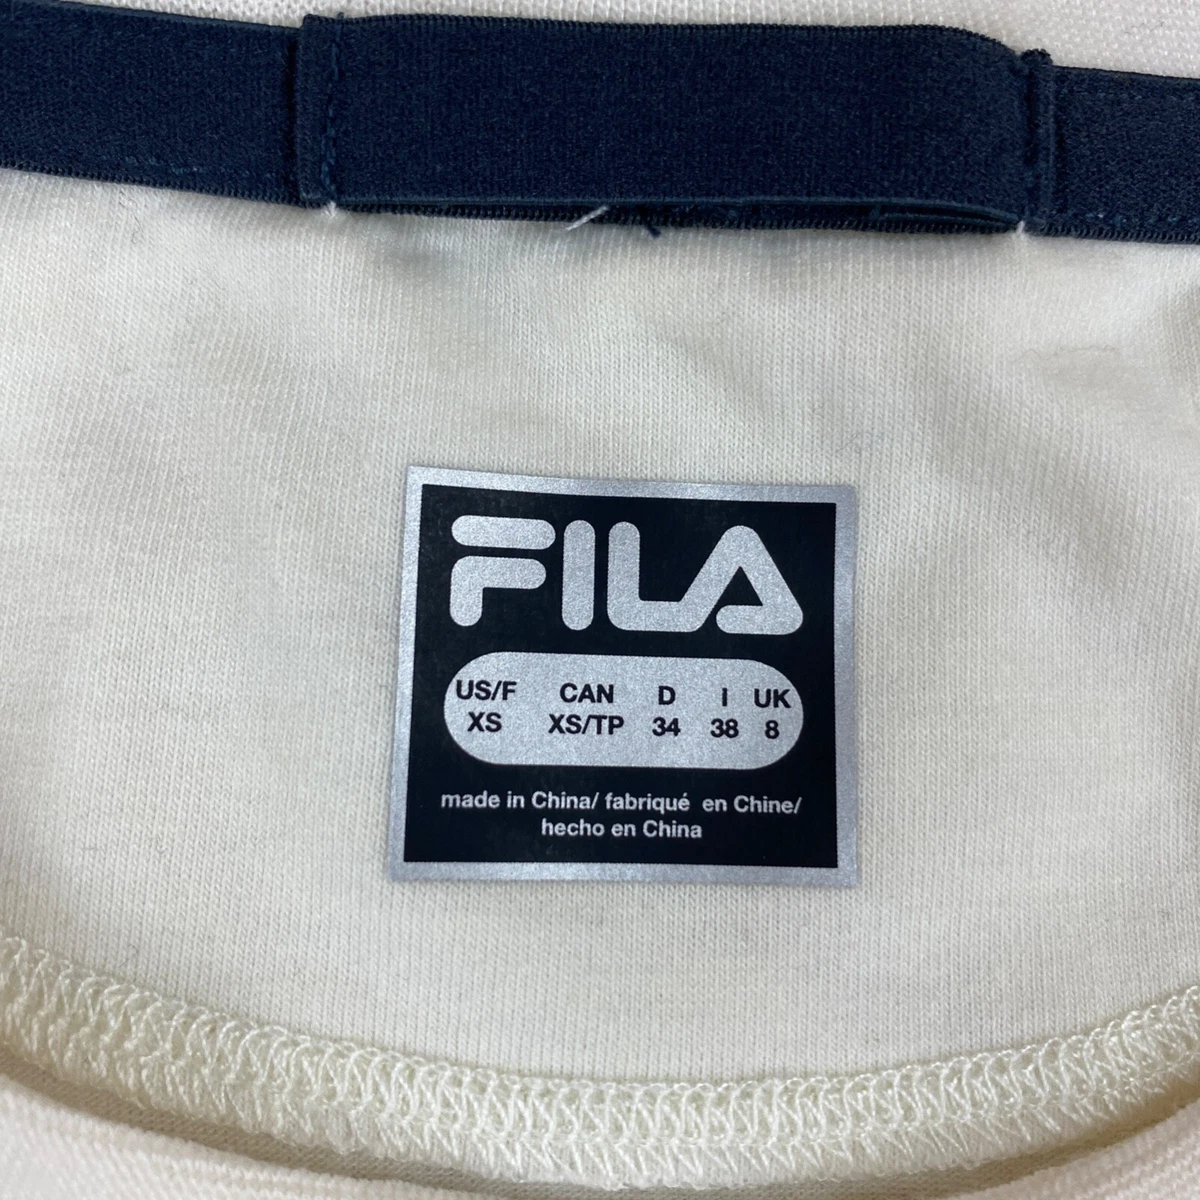 FILA
US/F CAN D I UK
XS XS/TP 34 38 8
made in China/ fabriqué en Chine/
hecho en China